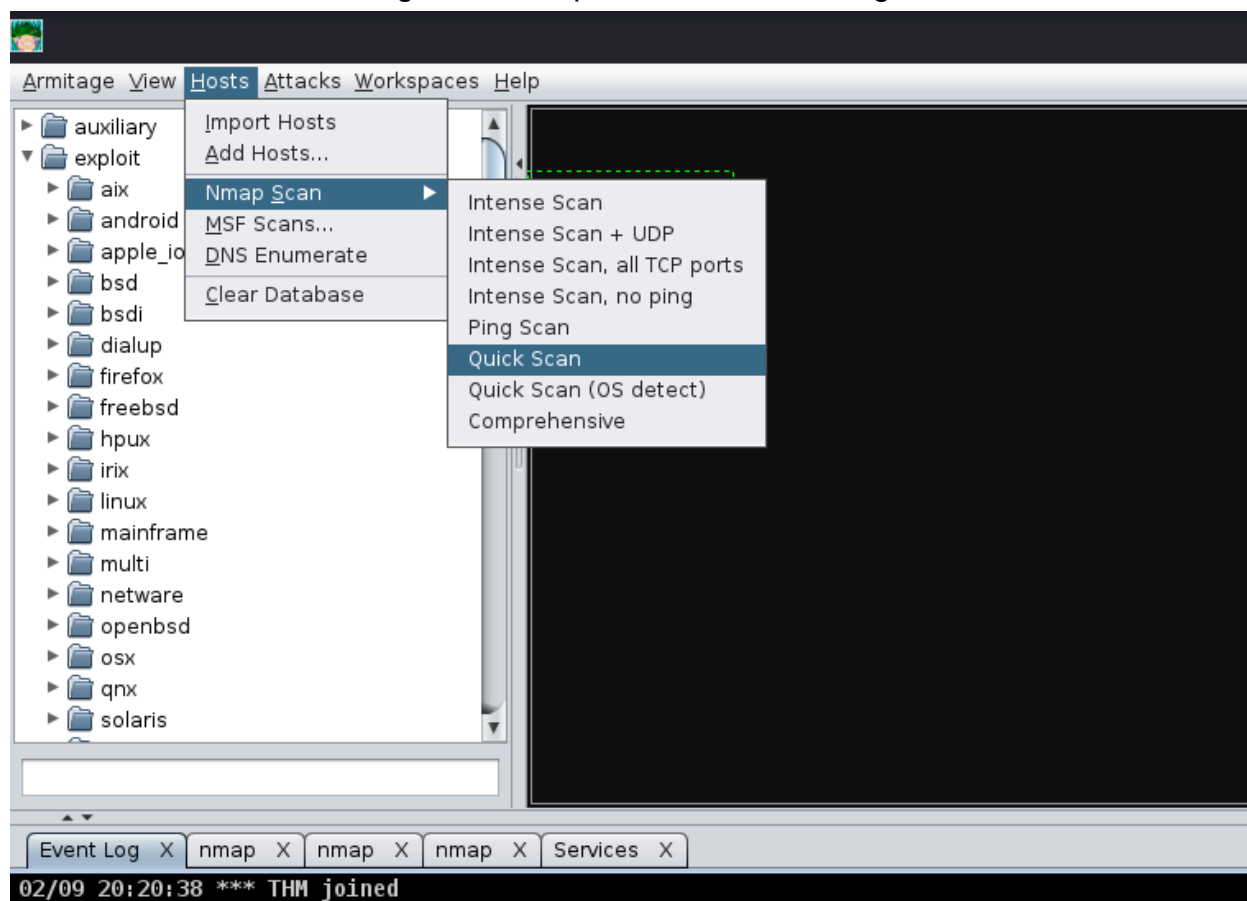 Armitage View Hosts Attacks Workspaces Help
auxiliary
exploit
aix
android
apple_io
bsd
bsdi
dialup
firefox
freebsd
hpux
irix
linux
mainframe
multi
netware
openbsd
osx
qnx
solaris
Import Hosts
Add Hosts...
Nmap Scan
MSF Scans...
DNS Enumerate
Clear Database
Intense Scan
Intense Scan + UDP
Intense Scan, all TCP ports
Intense Scan, no ping
Ping Scan
Quick Scan
Quick Scan (OS detect)
Comprehensive
Event Log X nmap X nmap X nmap X Services X
02/09 20:20:38 *** THM joined